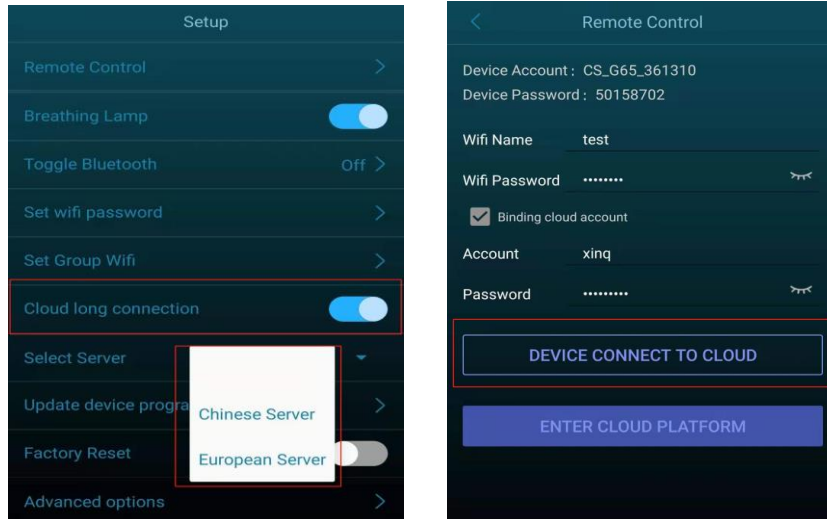 Setup
Remote Control
Breathing Lamp
Toggle Bluetooth Off
Set wifi password
Set Group Wifi
Cloud long connection
Select Server
Chinese Server
Update device progra
European Server
Factory Reset
Advanced options
Remote Control
Device Account : CS_G65_361310
Device Password : 50158702
Wifi Name test
Wifi Password ········
Binding cloud account
Account xinq
Password ·········
DEVICE CONNECT TO CLOUD
ENTER CLOUD PLATFORM